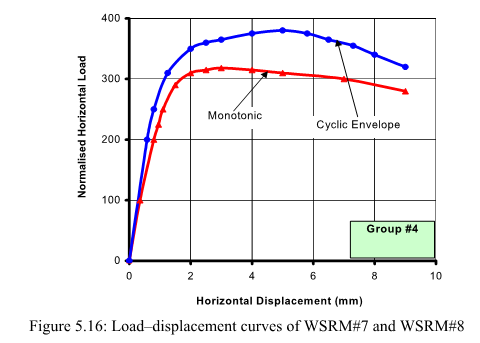 400
300
200
100
0
0 2 4 6 8 10
Normalised Horizontal Load
Monotonic
Cyclic Envelope
Group #4
Horizontal Displacement (mm)
Figure 5.16: Load–displacement curves of WSRM#7 and WSRM#8